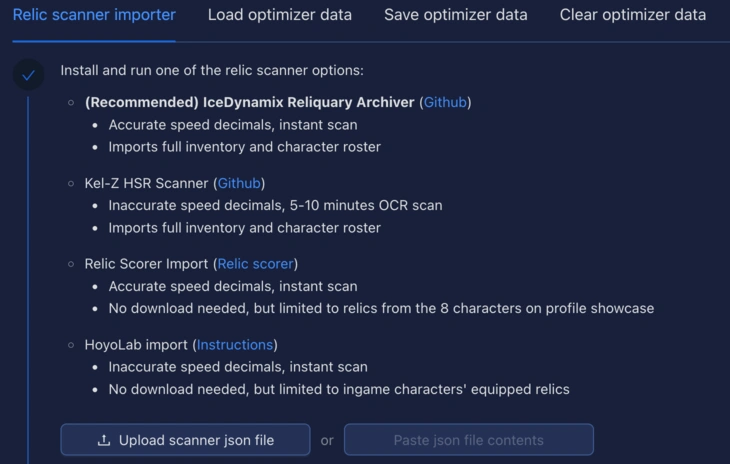 Relic scanner importer Load optimizer data Save optimizer data Clear optimizer data
Install and run one of the relic scanner options:
(Recommended) IceDynamix Reliquary Archiver (Github)
Accurate speed decimals, instant scan
Imports full inventory and character roster
Kel-Z HSR Scanner (Github)
Inaccurate speed decimals, 5-10 minutes OCR scan
Imports full inventory and character roster
Relic Scorer Import (Relic scorer)
Accurate speed decimals, instant scan
No download needed, but limited to relics from the 8 characters on profile showcase
HoyoLab import (Instructions)
Inaccurate speed decimals, instant scan
No download needed, but limited to ingame characters' equipped relics
Upload scanner json file or Paste json file contents